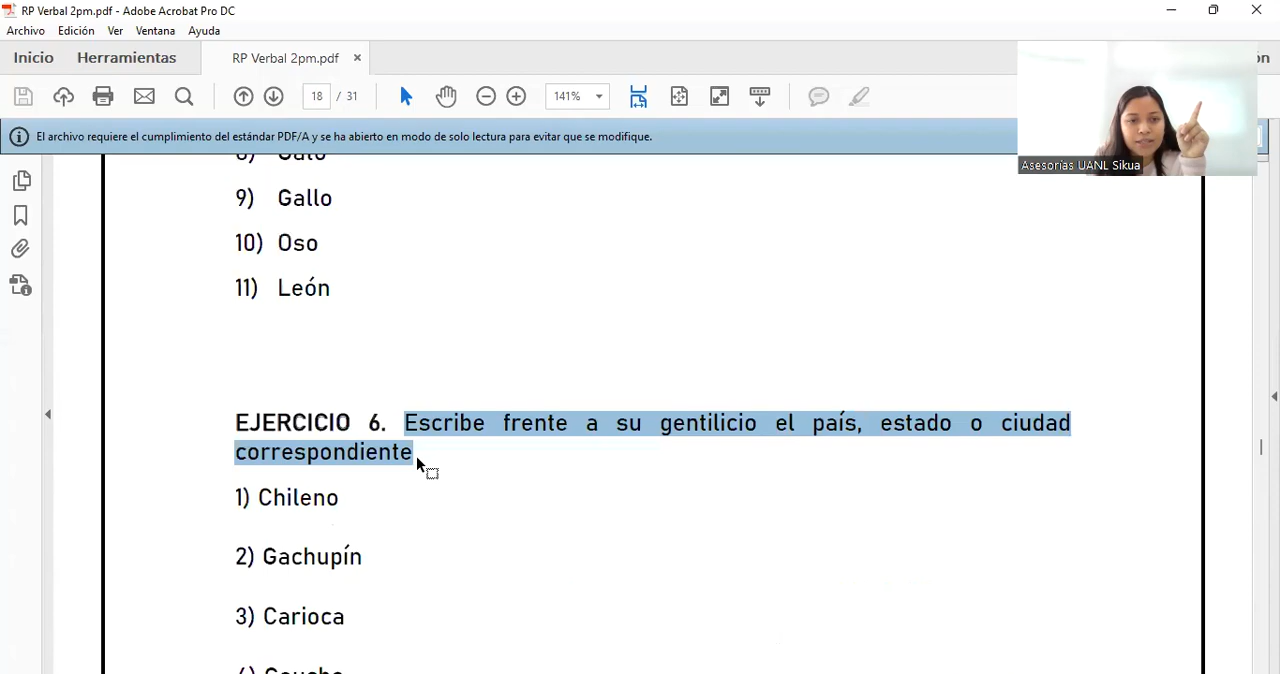 RP Verbal 2pm.pdf - Adobe Acrobat Pro DC
Archivo Edición Ver Ventana Ayuda
Inicio Herramientas RP Verbal 2pm.pdf ×
18 / 31 141%
El archivo requiere el cumplimiento del estándar PDF/A y se ha abierto en modo de solo lectura para evitar que se modifique.
Asesorías UANL Sikua
9) Gallo
10) Oso
11) León
EJERCICIO 6. Escribe frente a su gentilicio el país, estado o ciudad
correspondiente
1) Chileno
2) Gachupín
3) Carioca